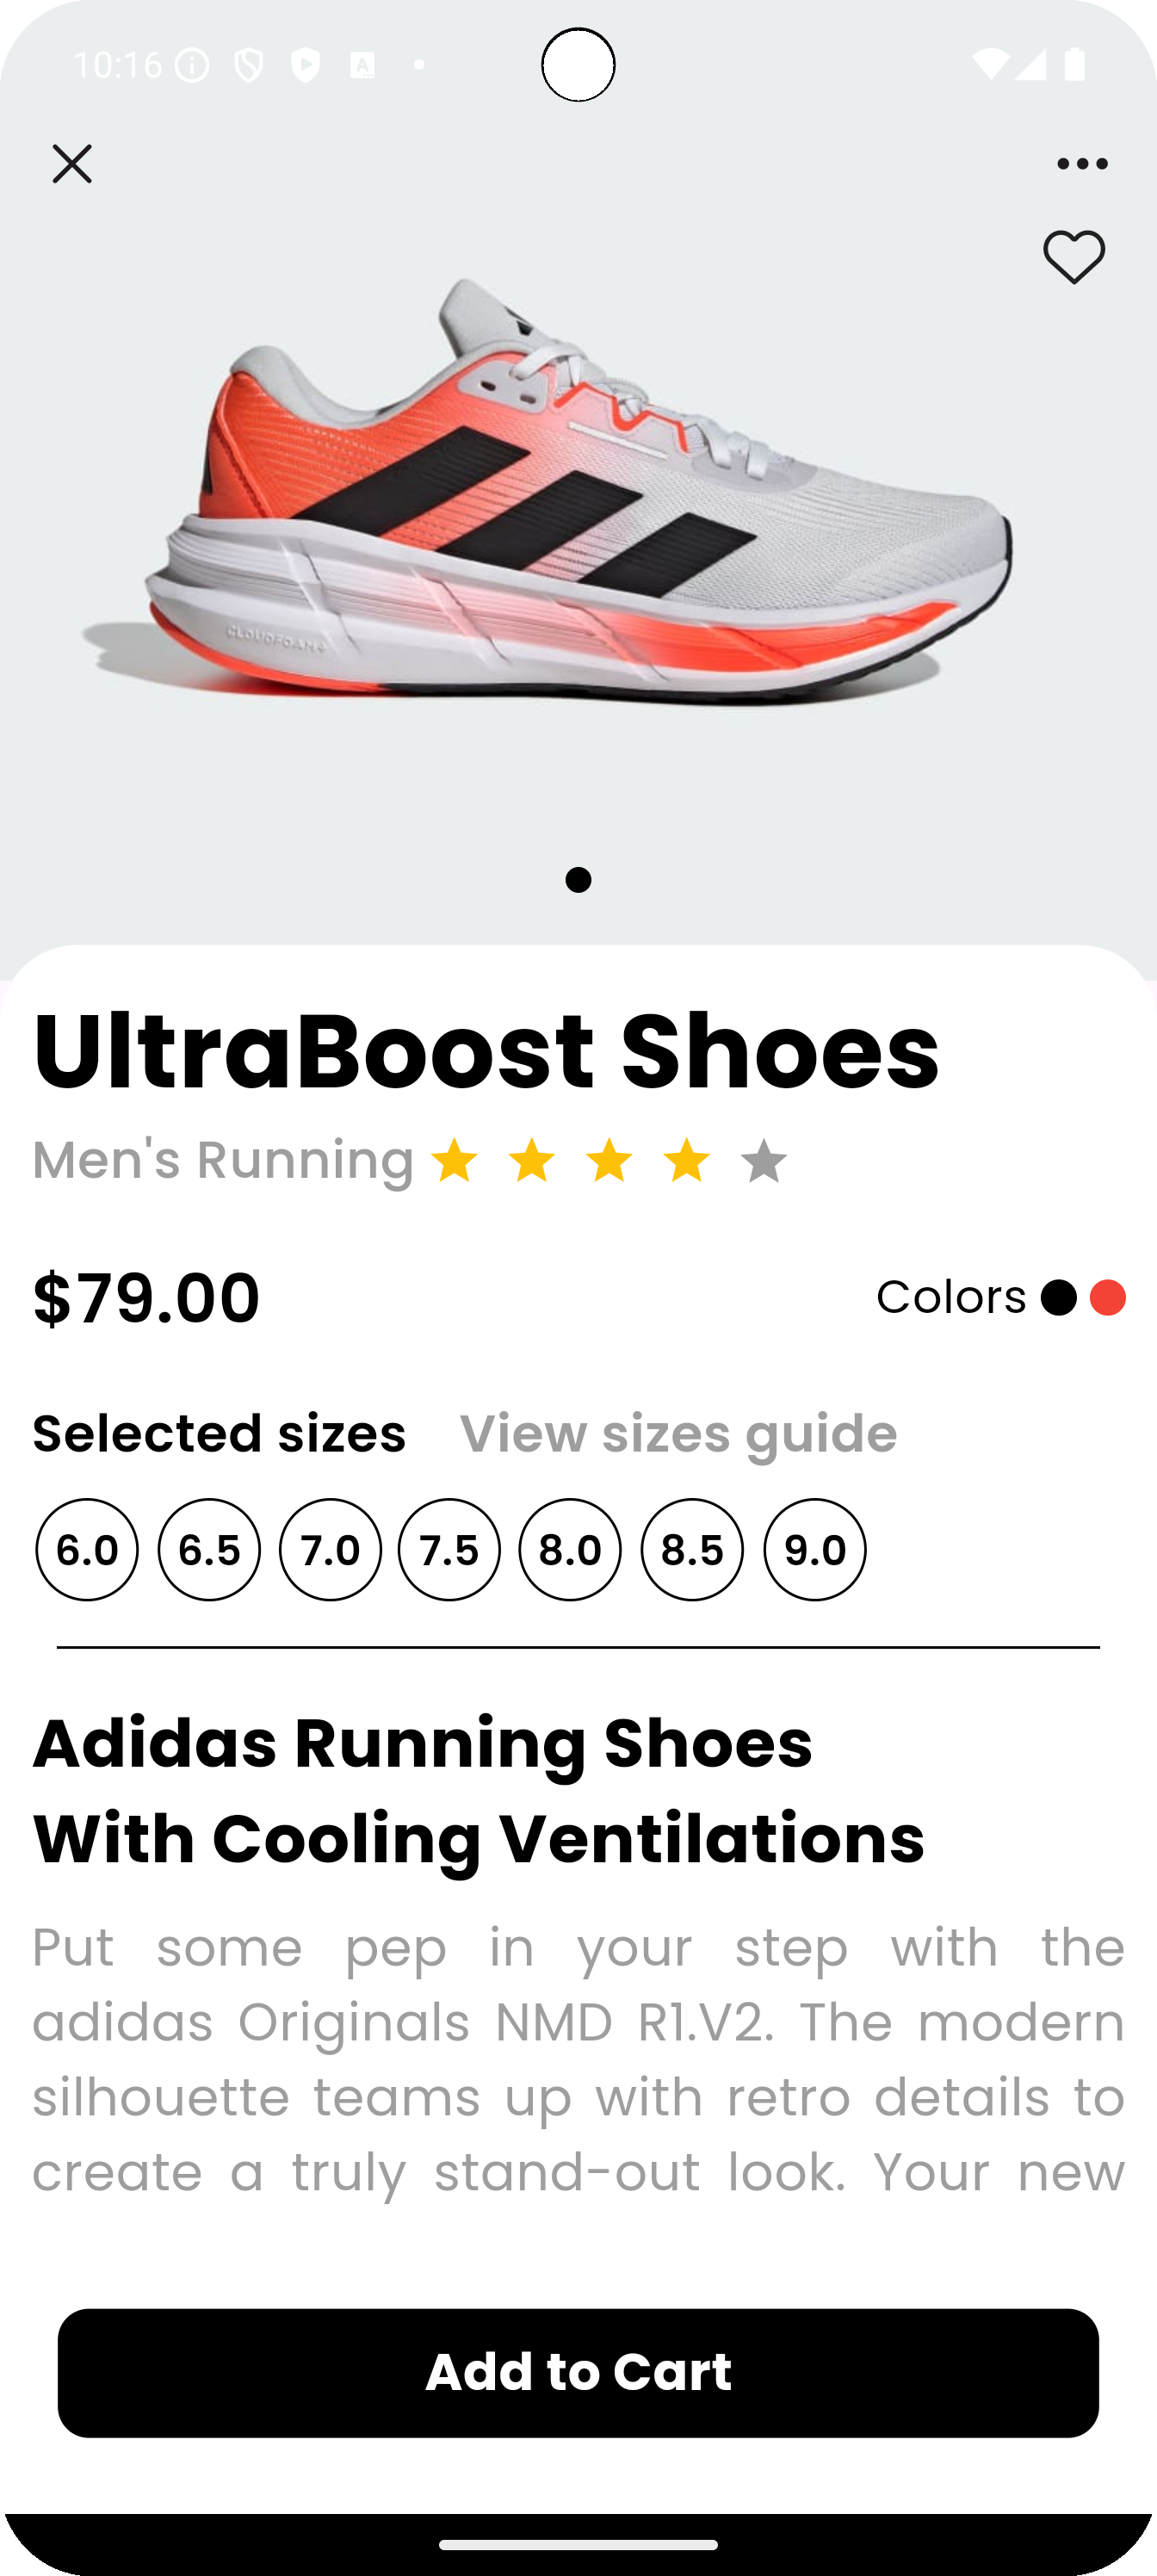 10:16
CLOUDFOAM
UltraBoost Shoes
Men's Running
$79.00
Colors
Selected sizes View sizes guide
6.0 6.5 7.0 7.5 8.0 8.5 9.0
Adidas Running Shoes
With Cooling Ventilations
Put some pep in your step with the
adidas Originals NMD R1.V2. The modern
silhouette teams up with retro details to
create a truly stand-out look. Your new
Add to Cart